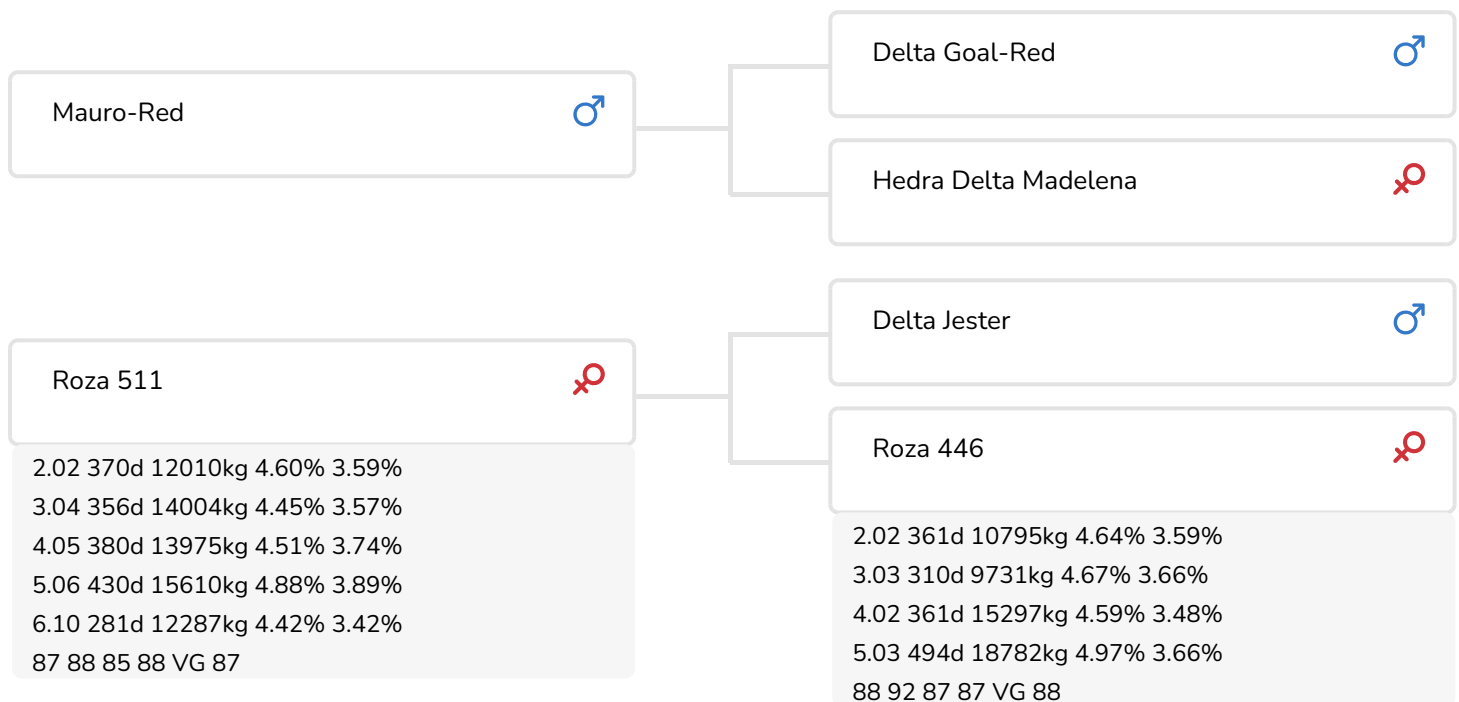 Mauro-Red
Delta Goal-Red
Hedra Delta Madelena
Roza 511
2.02 370d 12010kg 4.60% 3.59%
3.04 356d 14004kg 4.45% 3.57%
4.05 380d 13975kg 4.51% 3.74%
5.06 430d 15610kg 4.88% 3.89%
6.10 281d 12287kg 4.42% 3.42%
87 88 85 88 VG 87
Delta Jester
Roza 446
2.02 361d 10795kg 4.64% 3.59%
3.03 310d 9731kg 4.67% 3.66%
4.02 361d 15297kg 4.59% 3.48%
5.03 494d 18782kg 4.97% 3.66%
88 92 87 87 VG 88